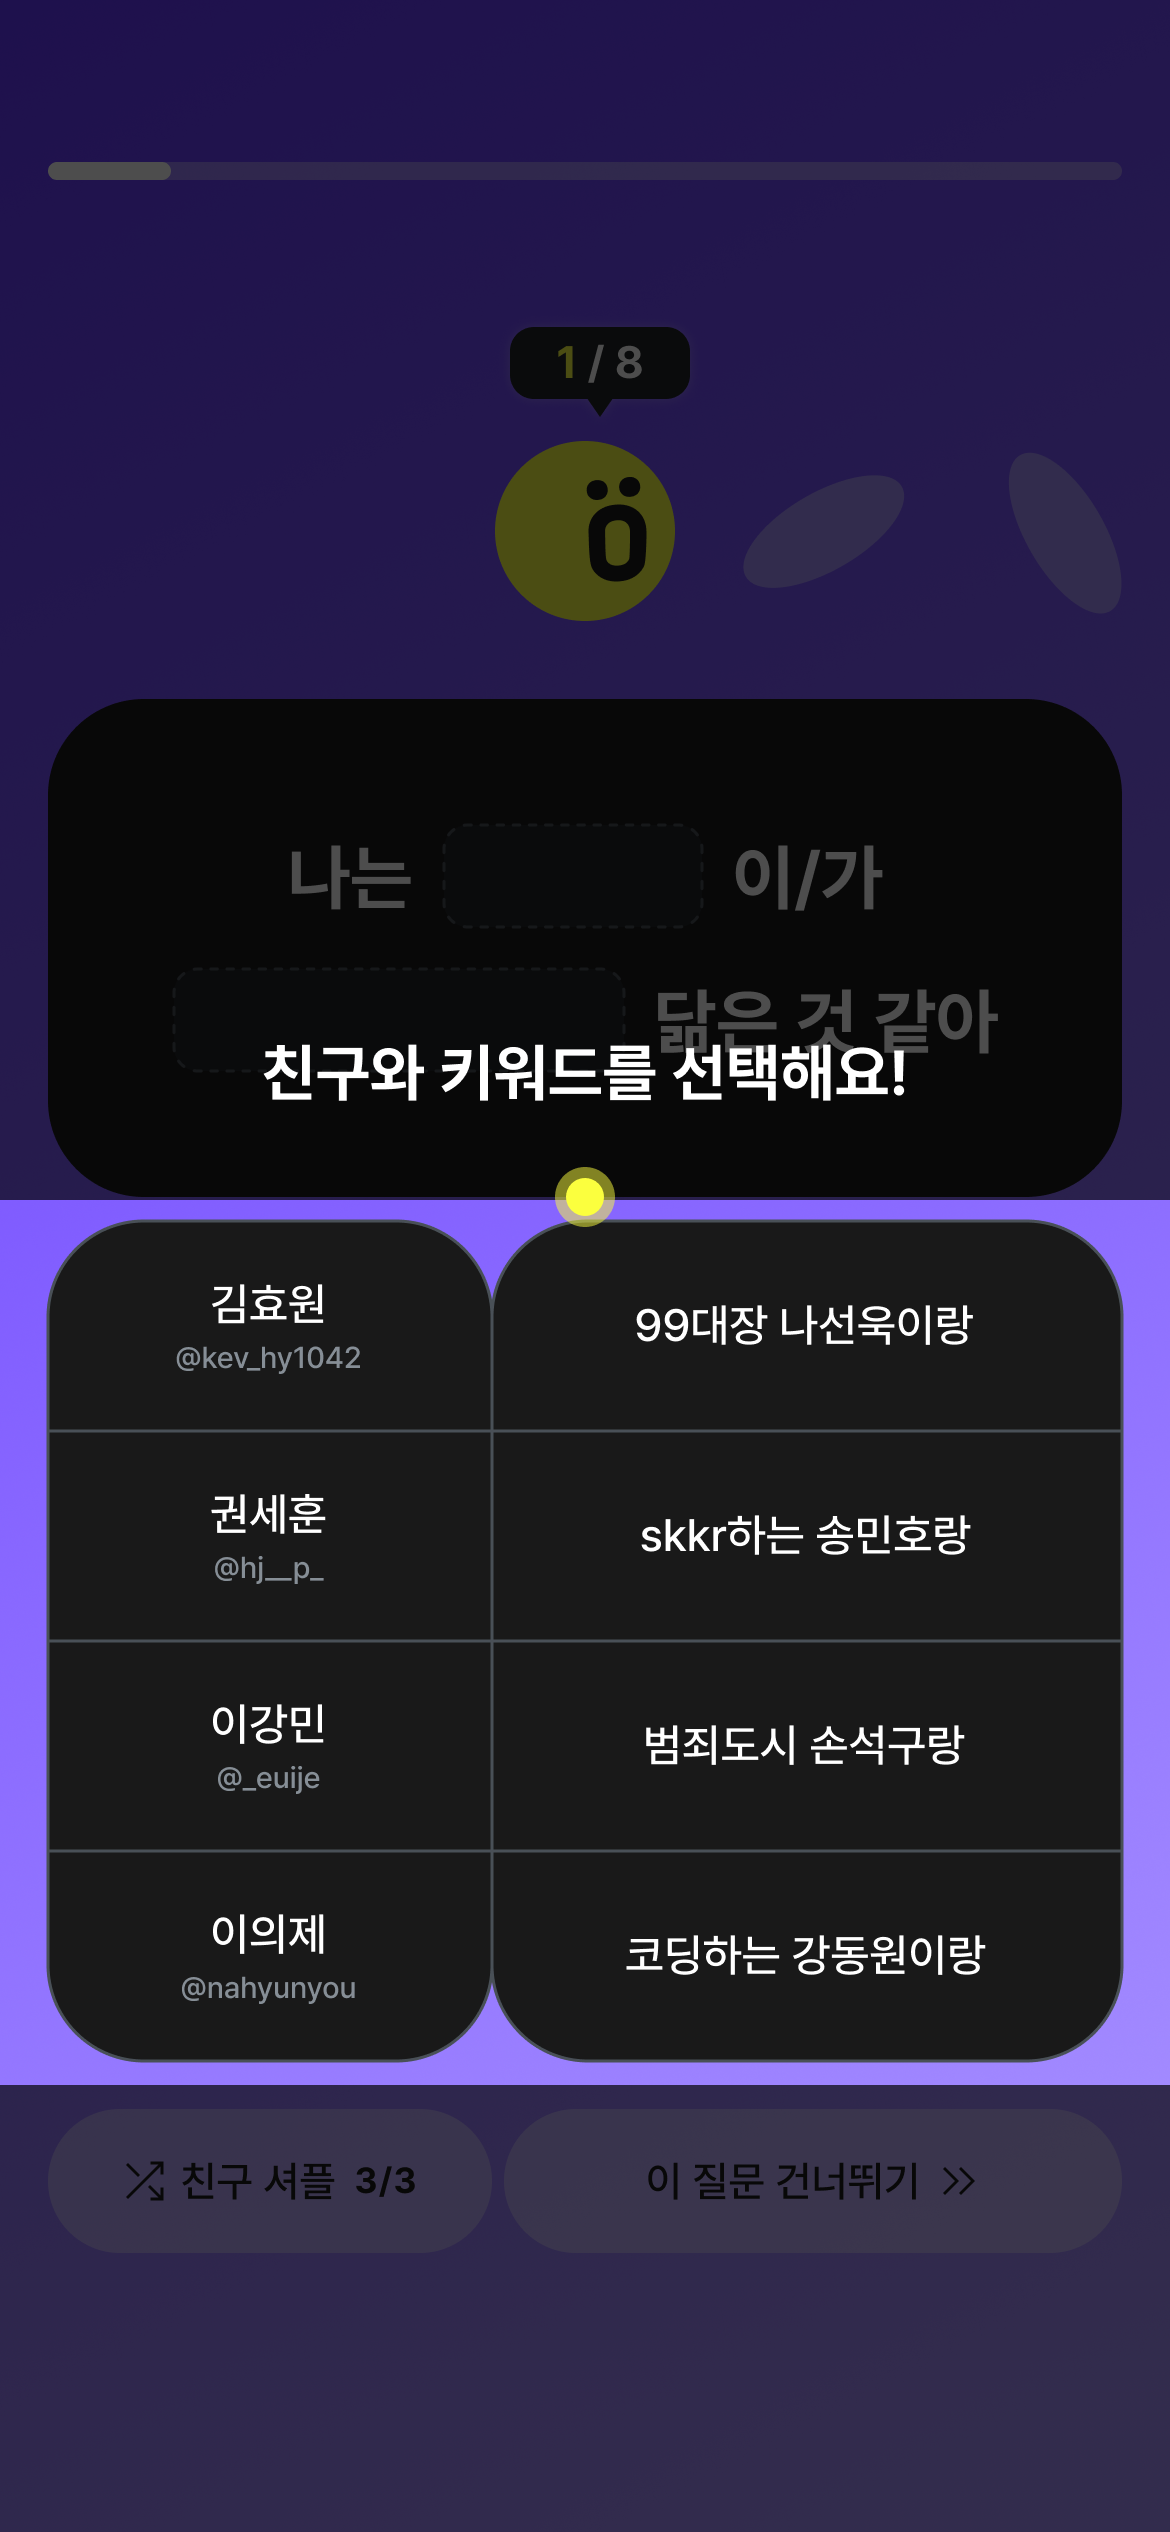 1 / 8
나는 이/가
닮은 것 같아
친구와 키워드를 선택해요!
김효원
@kev_hy1042
99대장 나선욱이랑
권세훈
@hj__p_
skkr하는 송민호랑
이강민
@_euije
범죄도시 손석구랑
이의제
@nahyunyou
코딩하는 강동원이랑
친구 셔플 3/3
이 질문 건너뛰기